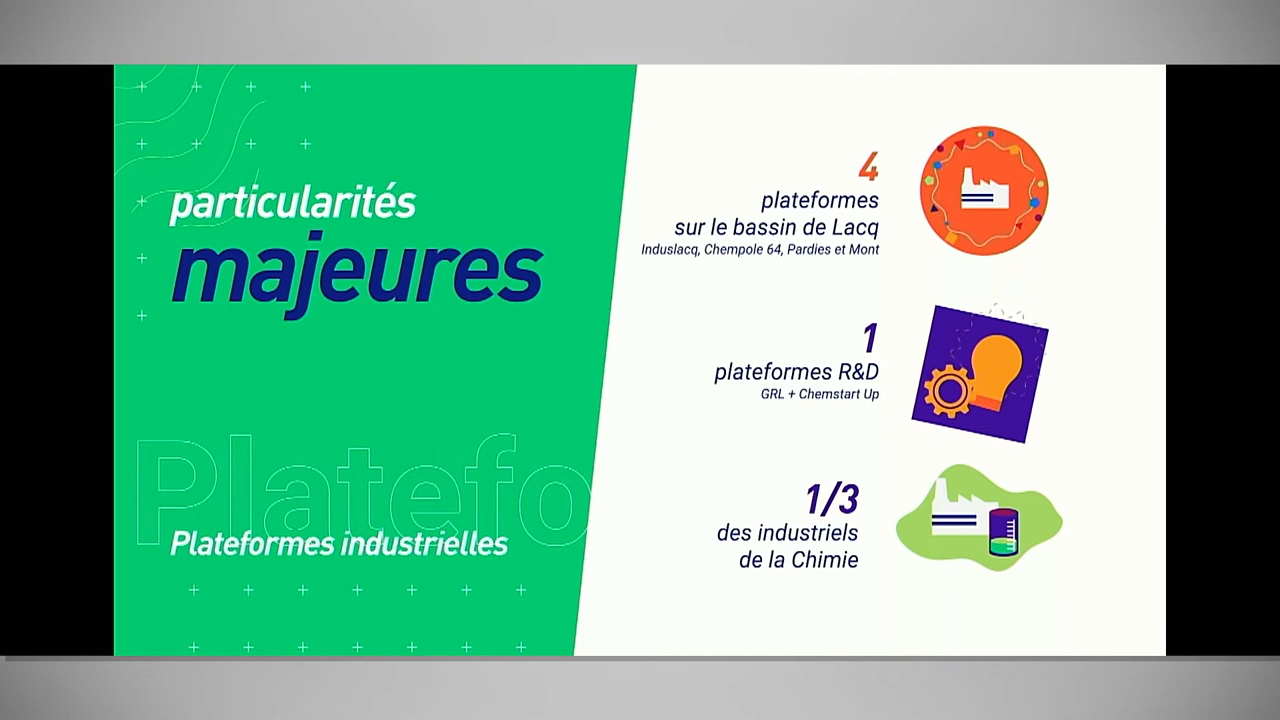 particularités
majeures
Platefo
Plateformes industrielles
4
plateformes
sur le bassin de Lacq
Induslacq, Chempole 64, Pardies et Mont
1
plateformes R&D
GRL + Chemstart Up
1/3
des industriels
de la Chimie